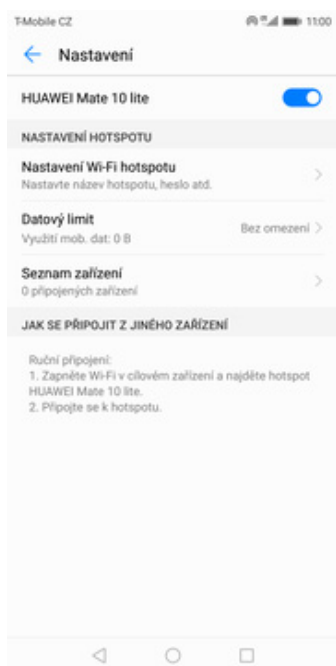 T-Mobile CZ 11:00
Nastavení
HUAWEI Mate 10 lite
NASTAVENÍ HOTSPOTU
Nastavení Wi-Fi hotspotu
Nastavte název hotspotu, heslo atd.
Datový limit
Využití mob. dat: 0 B
Bez omezení
Seznam zařízení
0 připojených zařízení
JAK SE PŘIPOJIT Z JINÉHO ZAŘÍZENÍ
Ruční připojení:
1. Zapněte Wi-Fi v cílovém zařízení a najděte hotspot
HUAWEI Mate 10 lite.
2. Připojte se k hotspotu.